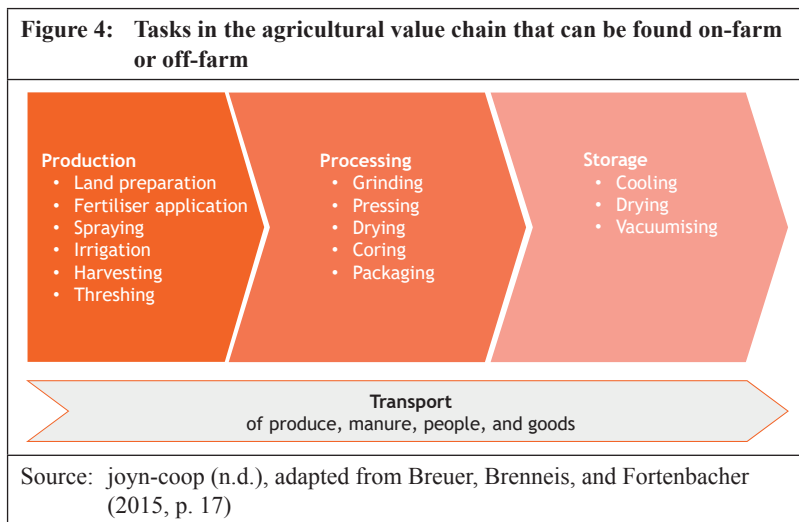 Figure 4: Tasks in the agricultural value chain that can be found on-farm
or off-farm
Production
• Land preparation
• Fertiliser application
• Spraying
• Irrigation
• Harvesting
• Threshing
Processing
• Grinding
• Pressing
• Drying
• Coring
• Packaging
Storage
• Cooling
• Drying
• Vacuumising
Transport
of produce, manure, people, and goods
Source: joyn-coop (n.d.), adapted from Breuer, Brenneis, and Fortenbacher
(2015, p. 17)